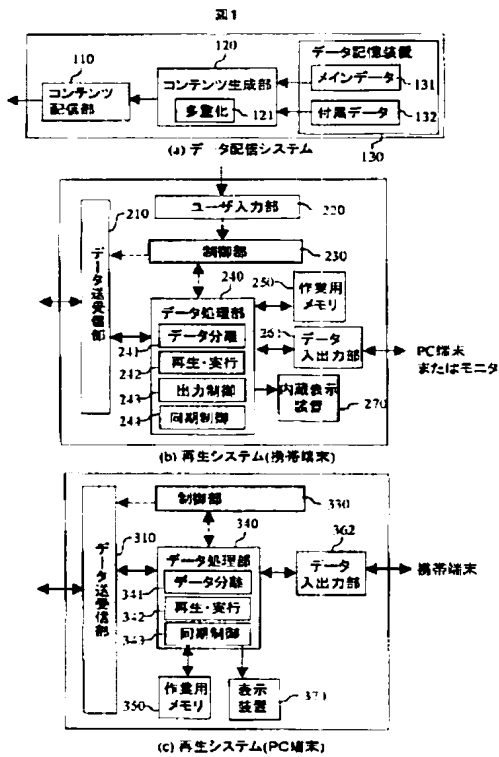 図1
110
コンテンツ
配信部
120
コンテンツ生成部
多重化
121
データ記憶装置
メインデータ
131
付属データ
132
130
(a) データ配信システム
210
データ送受信部
ユーザ入力部
220
制御部
230
240
データ処理部
データ分離
241
再生・実行
242
出力制御
243
同期制御
244
250
作業用
メモリ
261
データ
入出力部
PC端末
またはモニタ
内蔵表示
装置
270
(b) 再生システム(携帯端末)
310
データ送受信部
制御部
330
340
データ処理部
データ分離
341
再生・実行
342
同期制御
343
362
データ
入出力部
携帯端末
作業用
メモリ
350
表示
装置
371
(c) 再生システム(PC端末)